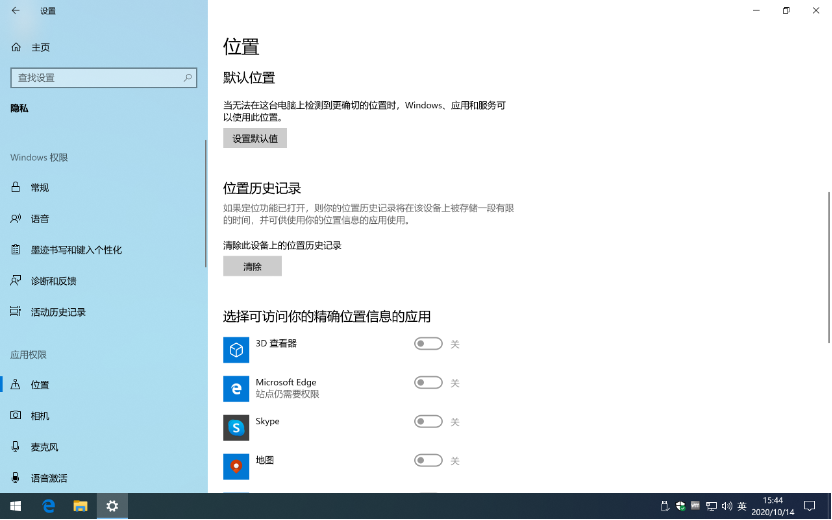 设置
主页
查找设置
隐私
Windows 权限
常规
语音
墨迹书写和键入个性化
诊断和反馈
活动历史记录
应用权限
位置
相机
麦克风
语音激活
位置
默认位置
当无法在这台电脑上检测到更确切的位置时，Windows、应用和服务可
以使用此位置。
设置默认值
位置历史记录
如果定位功能已打开，则你的位置历史记录将在该设备上被存储一段有限
的时间，并可供使用你的位置信息的应用使用。
清除此设备上的位置历史记录
清除
选择可访问你的精确位置信息的应用
3D 查看器
关
Microsoft Edge
站点仍需要权限
关
Skype
关
地图
关
英
15:44
2020/10/14